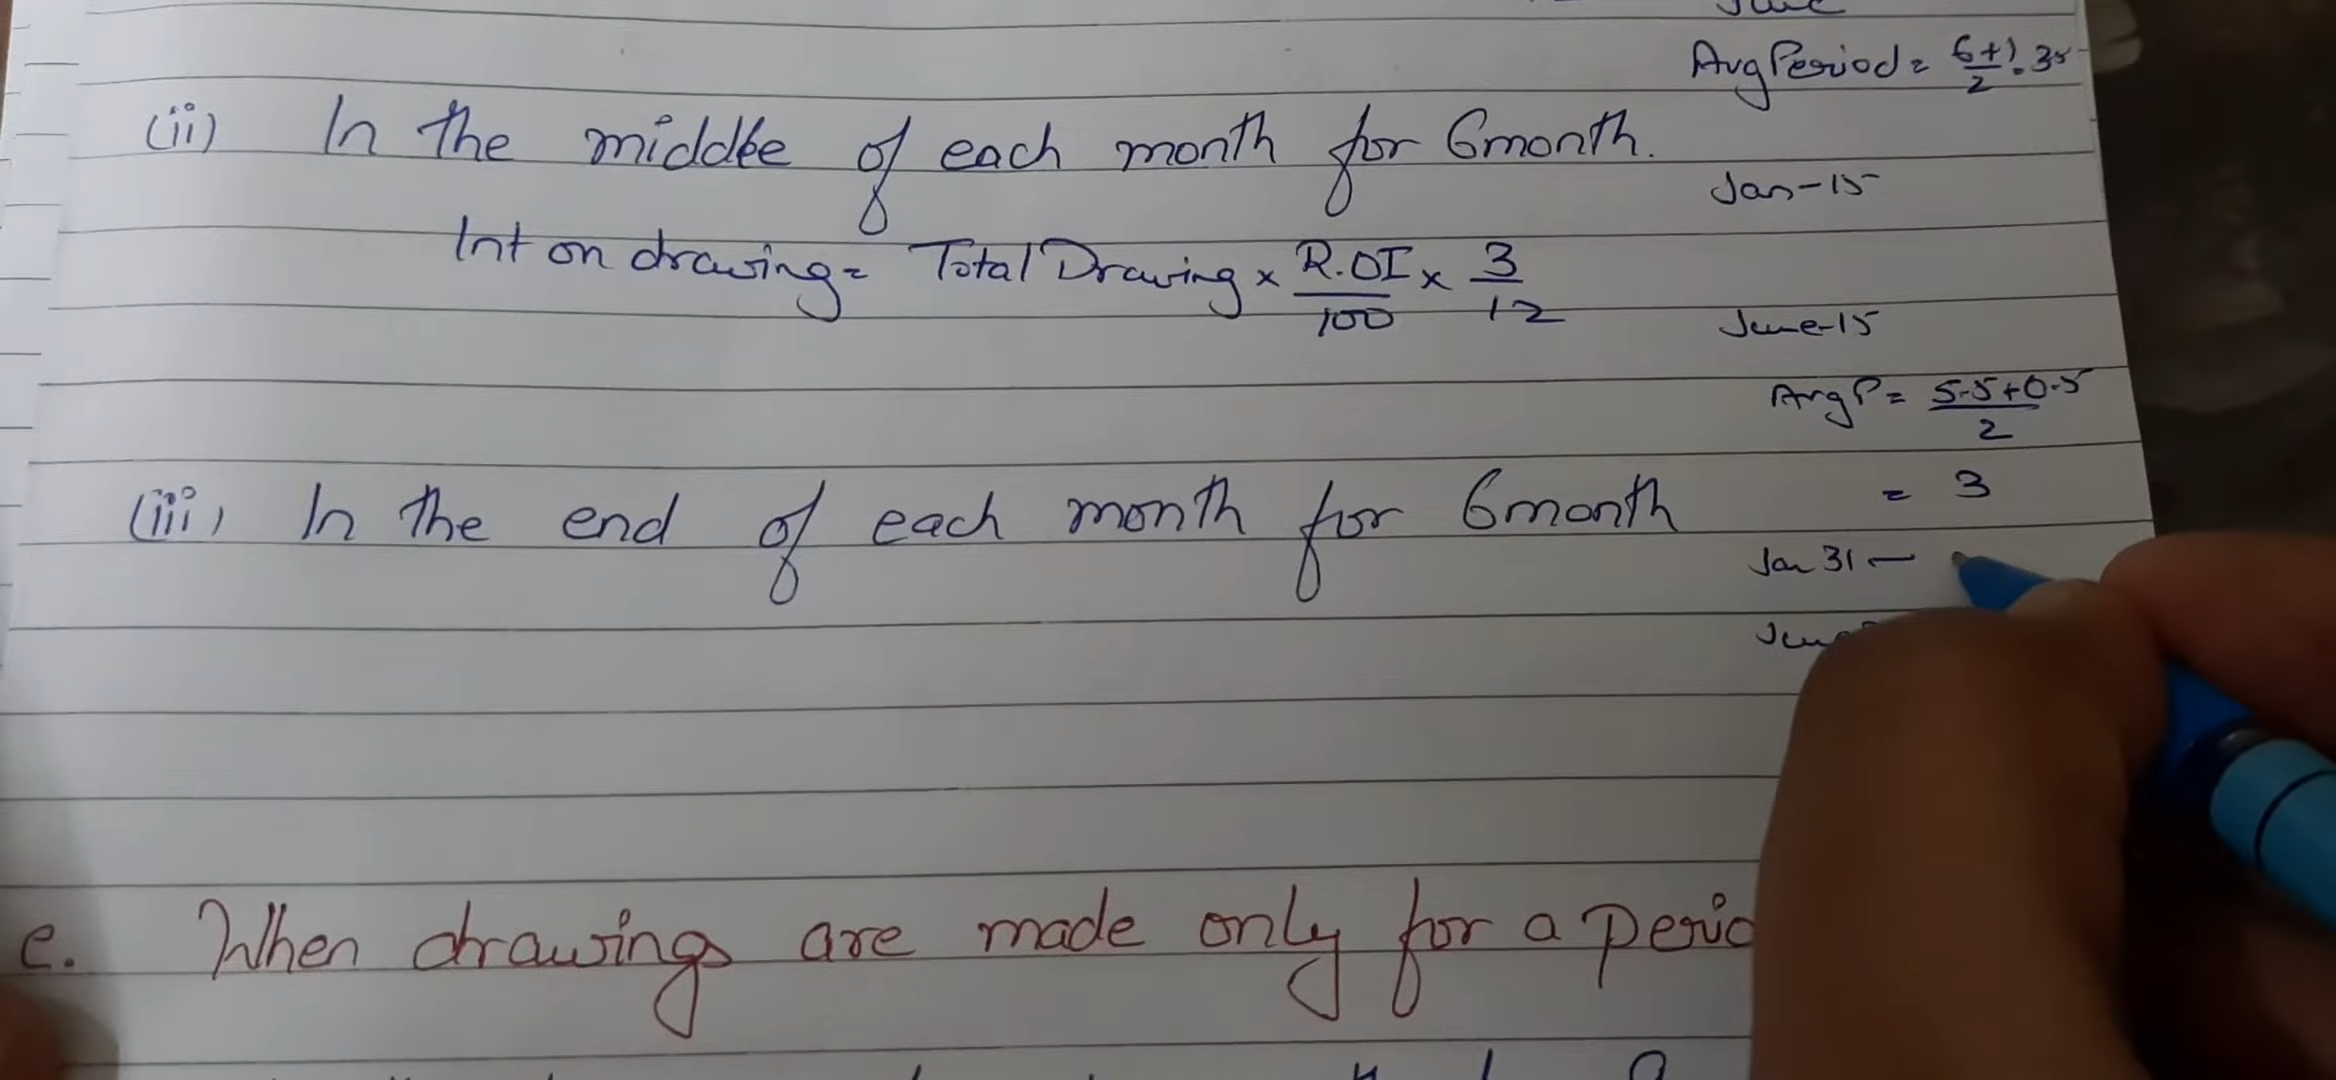 Avg Period = 6+1/2 = 3.5
(ii) In the middle of each month for 6month.
Jan-15
Int on drawing = Total Drawing × R.OI/100 × 3/12
June-15
Avg P = 5.5+0.5/2
= 3
(iii) In the end of each month for 6month
Jan 31 -
e. When drawings are made only for a